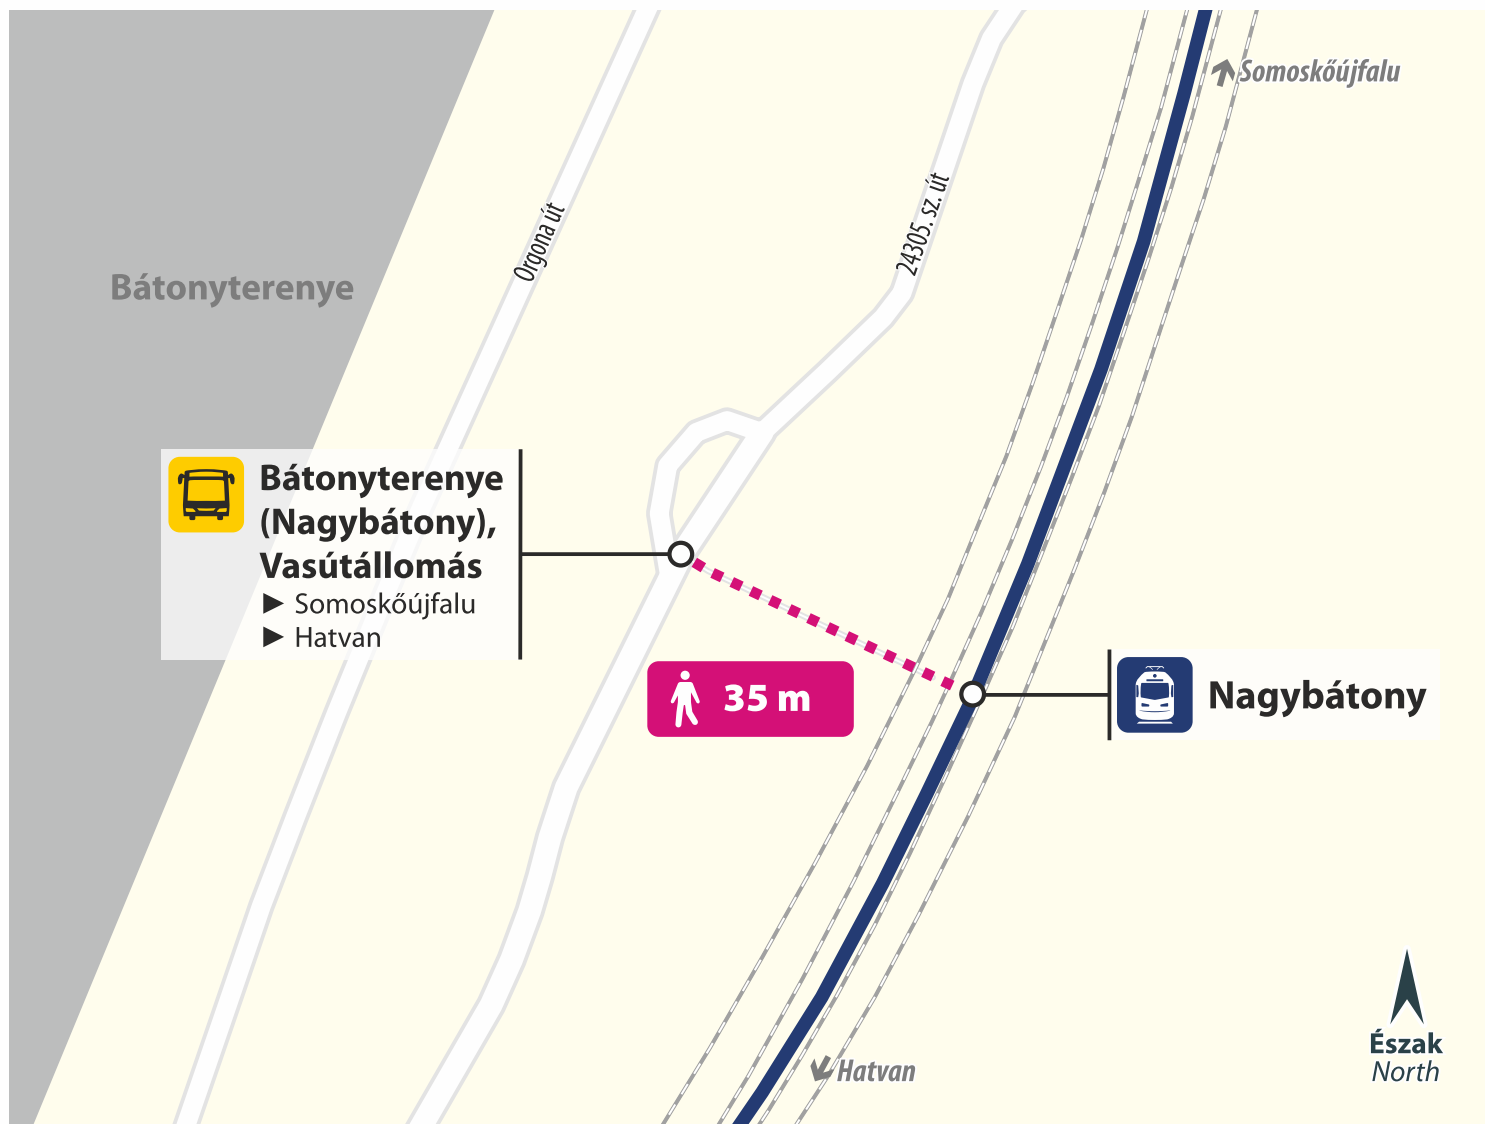 Somoskőújfalu
Orgona út
24305. sz. út
Bátonyterenye
Bátonyterenye
(Nagybátony),
Vasútállomás
► Somoskőújfalu
► Hatvan
35 m
Nagybátony
Hatvan
Észak
North